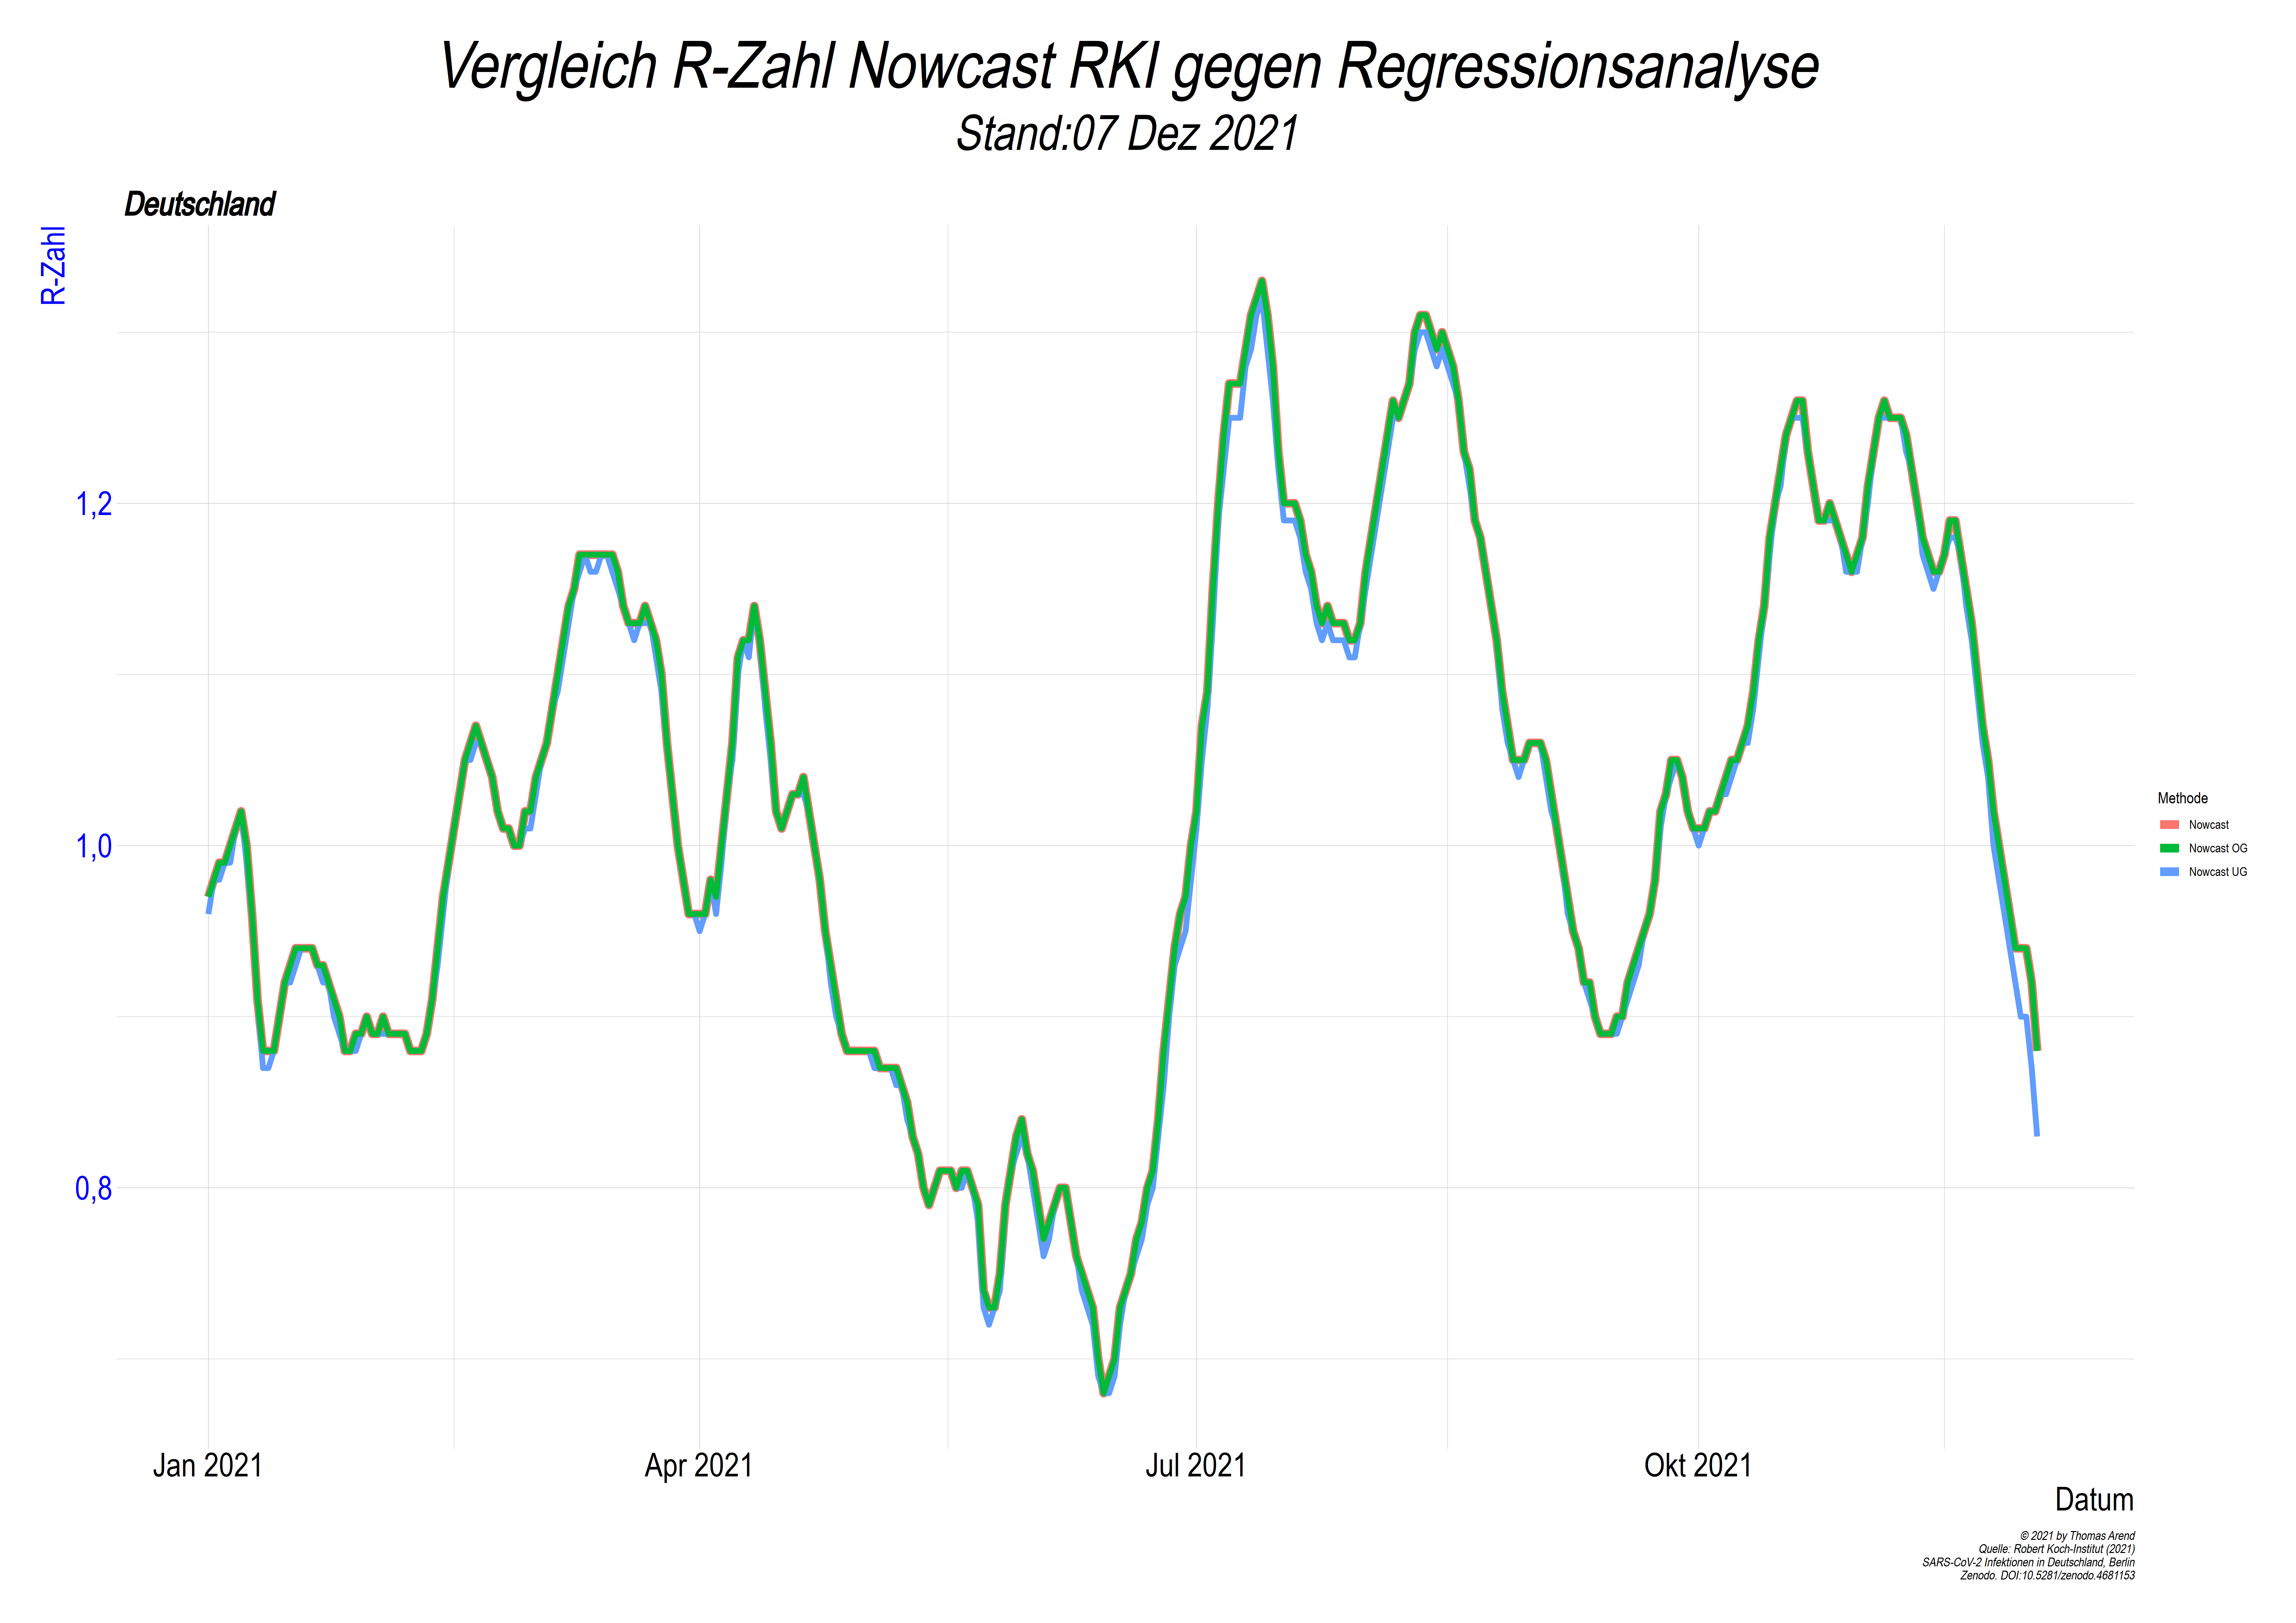 Vergleich R-Zahl Nowcast RKI gegen Regressionsanalyse
Stand:07 Dez 2021
Deutschland
R-Zahl
1,2
1,0
0,8
Jan 2021
Apr 2021
Jul 2021
Okt 2021
Datum
Methode
Nowcast
Nowcast OG
Nowcast UG
© 2021 by Thomas Arend
Quelle: Robert Koch-Institut (2021)
SARS-CoV-2 Infektionen in Deutschland, Berlin
Zenodo. DOI:10.5281/zenodo.4681153